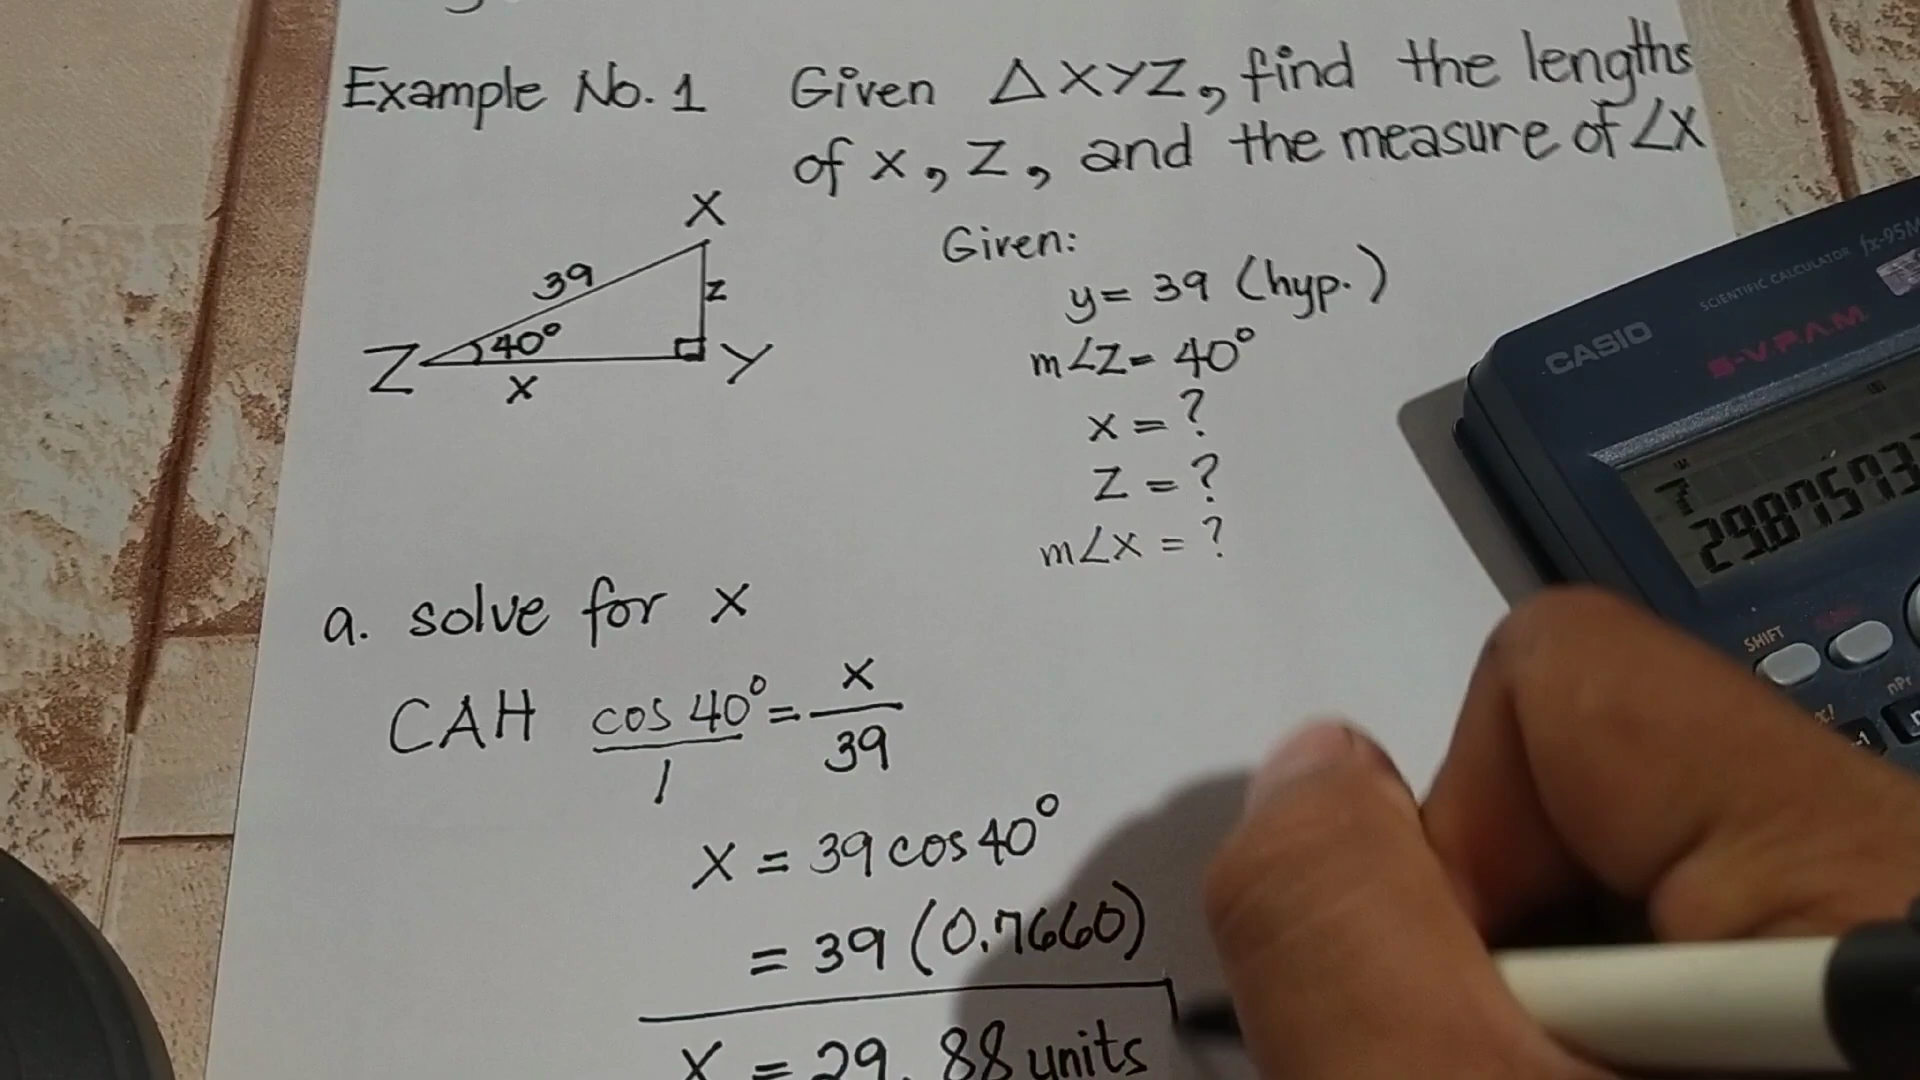 Example No. 1 Given △XYZ, find the lengths
of x, z, and the measure of ∠X
X
39
z
40°
Z
Y
x
Given:
y = 39 (hyp.)
m∠Z = 40°
x = ?
z = ?
m∠X = ?
a. solve for x
CAH cos 40°/1 = x/39
x = 39 cos 40°
= 39 (0.7660)
x = 29.88 units
CASIO
SCIENTIFIC CALCULATOR
S-V.P.A.M.
29.875733
SHIFT
nPr
x!